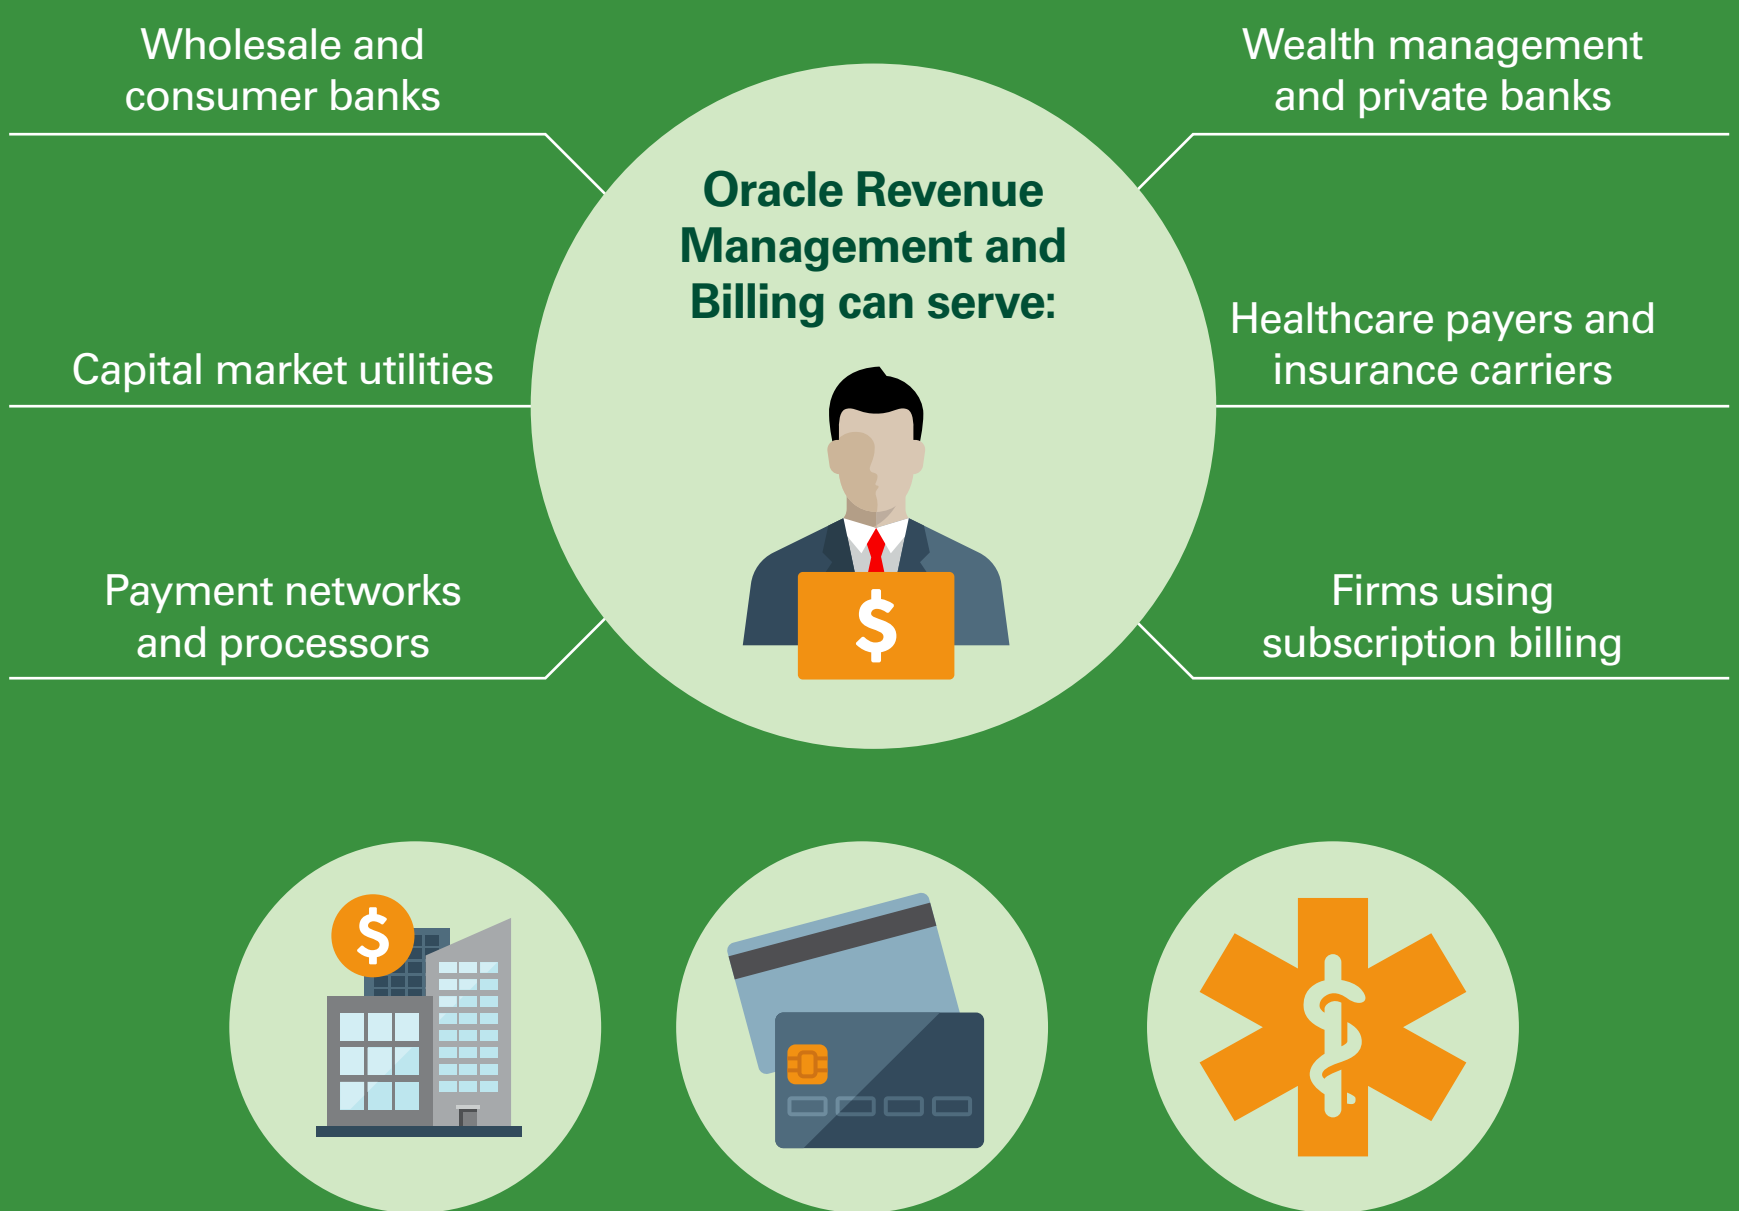 Wholesale and
consumer banks
Capital market utilities
Payment networks
and processors
Oracle Revenue
Management and
Billing can serve:
$
Wealth management
and private banks
Healthcare payers and
insurance carriers
Firms using
subscription billing
$